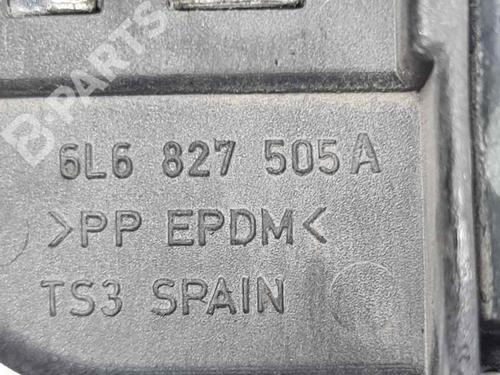 B-PARTS
6L6 827 505 A
>PP EPDM<
TS3 SPAIN